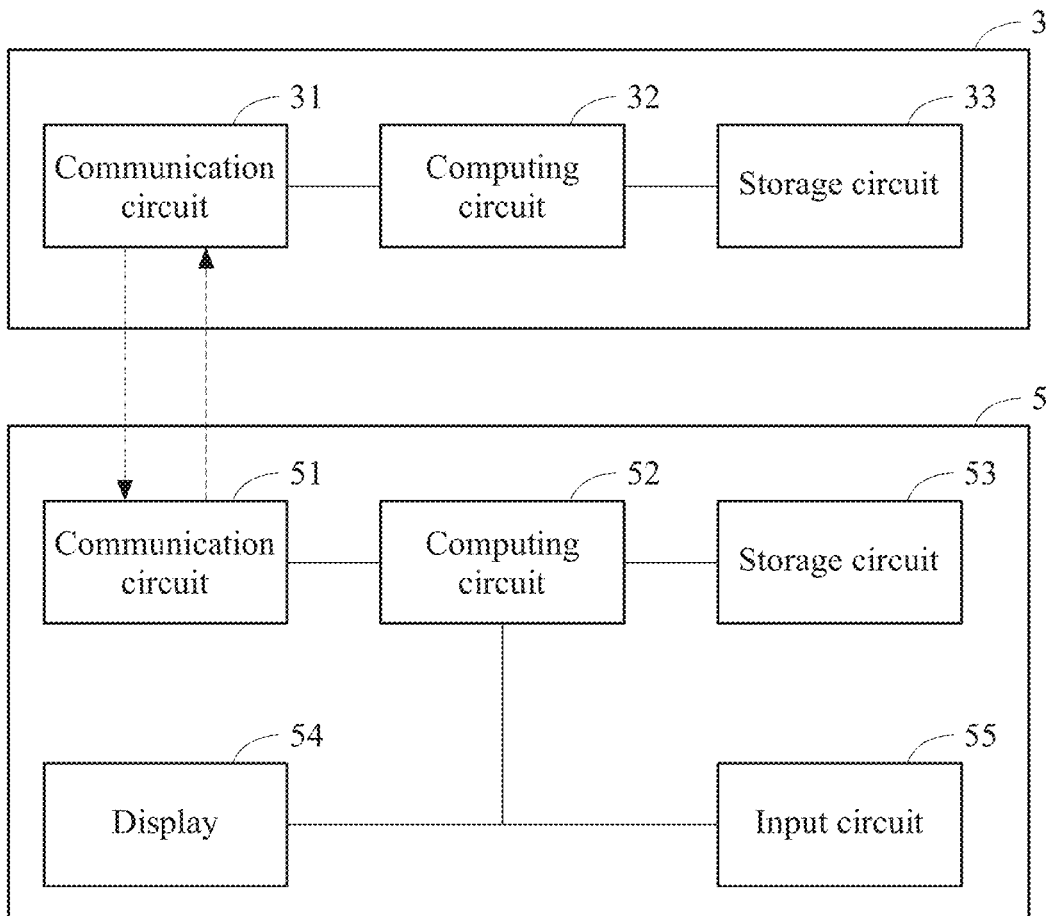 3
31
32
33
Communication
circuit
Computing
circuit
Storage circuit
5
51
52
53
Communication
circuit
Computing
circuit
Storage circuit
54
55
Display
Input circuit